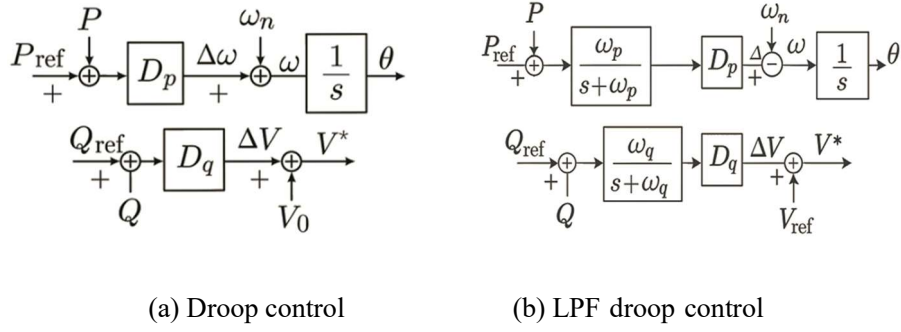 P
P_ref + D_p Δω + ω_n ω 1/s θ
Q_ref + D_q ΔV + V*
Q V_0
P
P_ref + ω_p/(s+ω_p) D_p Δ + ω_n − ω 1/s θ
Q_ref + ω_q/(s+ω_q) D_q ΔV + V*
Q V_ref
(a) Droop control
(b) LPF droop control